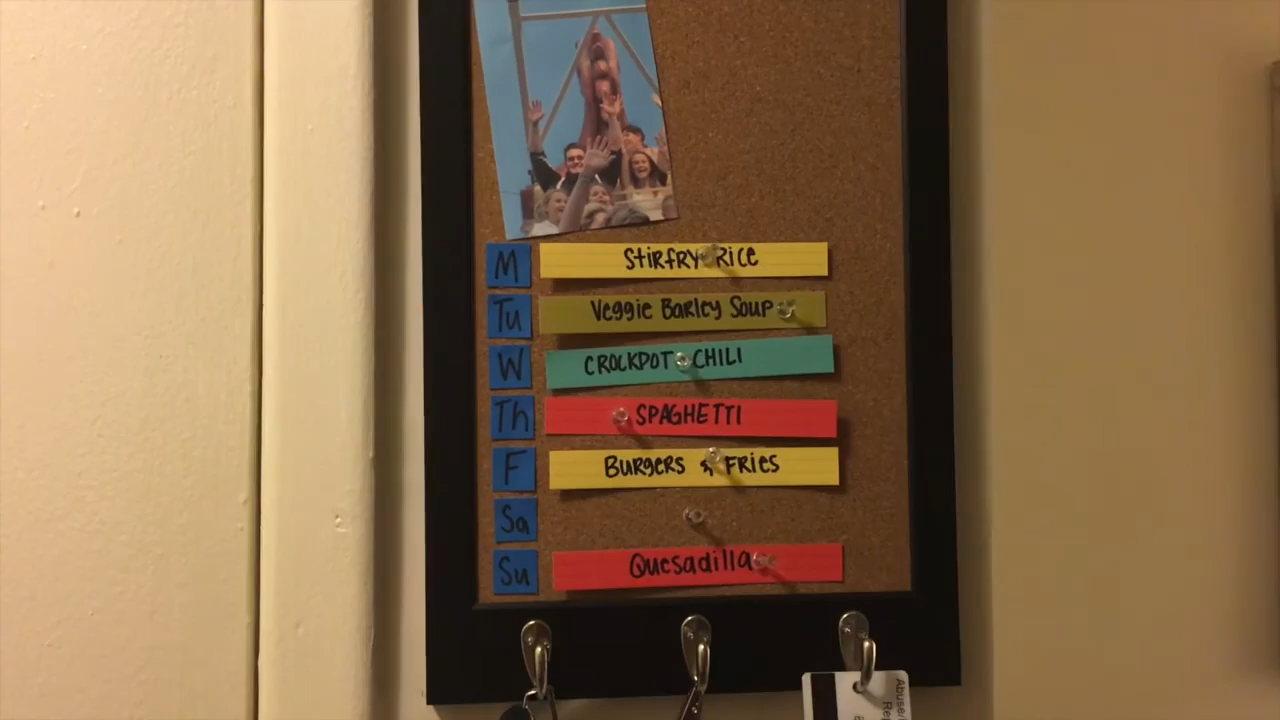 M Stirfry Rice
Tu Veggie Barley Soup
W CROCKPOT CHILI
Th SPAGHETTI
F Burgers & Fries
Sa
Su Quesadilla